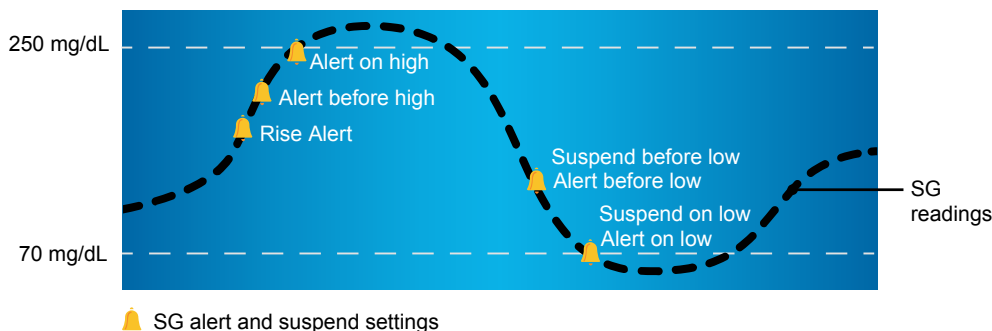 250 mg/dL
Alert on high
Alert before high
Rise Alert
Suspend before low
Alert before low
SG
readings
Suspend on low
Alert on low
70 mg/dL
SG alert and suspend settings